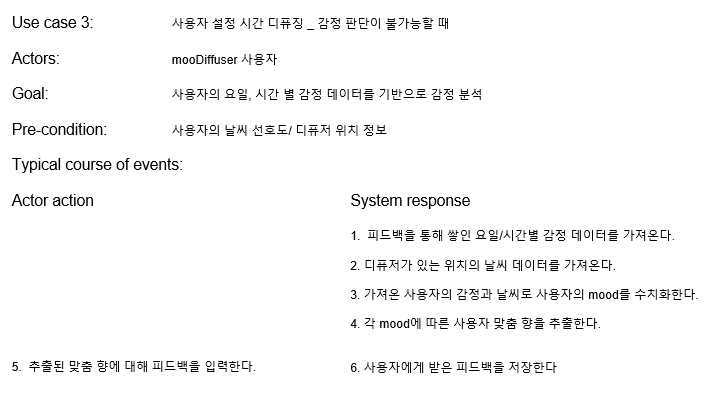 Use case 3: 사용자 설정 시간 디퓨징 _ 감정 판단이 불가능할 때
Actors: mooDiffuser 사용자
Goal: 사용자의 요일, 시간 별 감정 데이터를 기반으로 감정 분석
Pre-condition: 사용자의 날씨 선호도/ 디퓨저 위치 정보
Typical course of events:
Actor action System response
1. 피드백을 통해 쌓인 요일/시간별 감정 데이터를 가져온다.
2. 디퓨저가 있는 위치의 날씨 데이터를 가져온다.
3. 가져온 사용자의 감정과 날씨로 사용자의 mood를 수치화한다.
4. 각 mood에 따른 사용자 맞춤 향을 추출한다.
5. 추출된 맞춤 향에 대해 피드백을 입력한다. 6. 사용자에게 받은 피드백을 저장한다